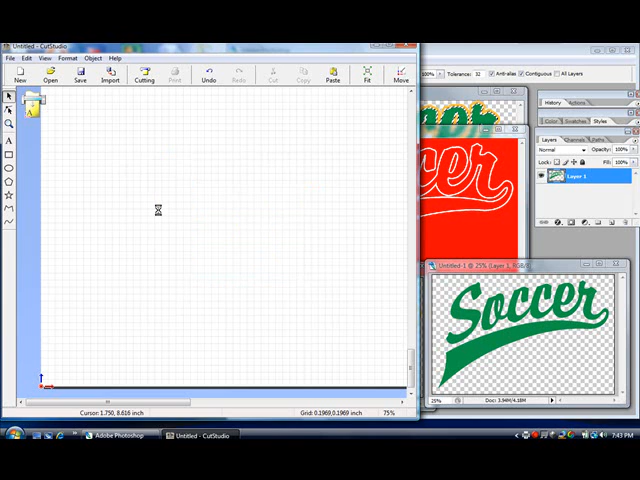 Untitled - CutStudio
File Edit View Format Object Help
New Open Save Import Cutting Print Undo Cut Copy Paste Fit Move
Cursor: 1.750, 8.616 inch Grid: 0.1969,0.1969 inch 75%
Tolerance: 32 Anti-alias Contiguous All Layers
History Actions
Color Swatches Styles
Layers Channels Paths
Normal Opacity: 100%
Lock: Fill: 100%
Layer 1
Untitled-1 @ 25% (Layer 1, RGB/8)
Soccer
25% Doc: 3.94M/4.18M
Adobe Photoshop
Untitled - CutStudio
7:43 PM